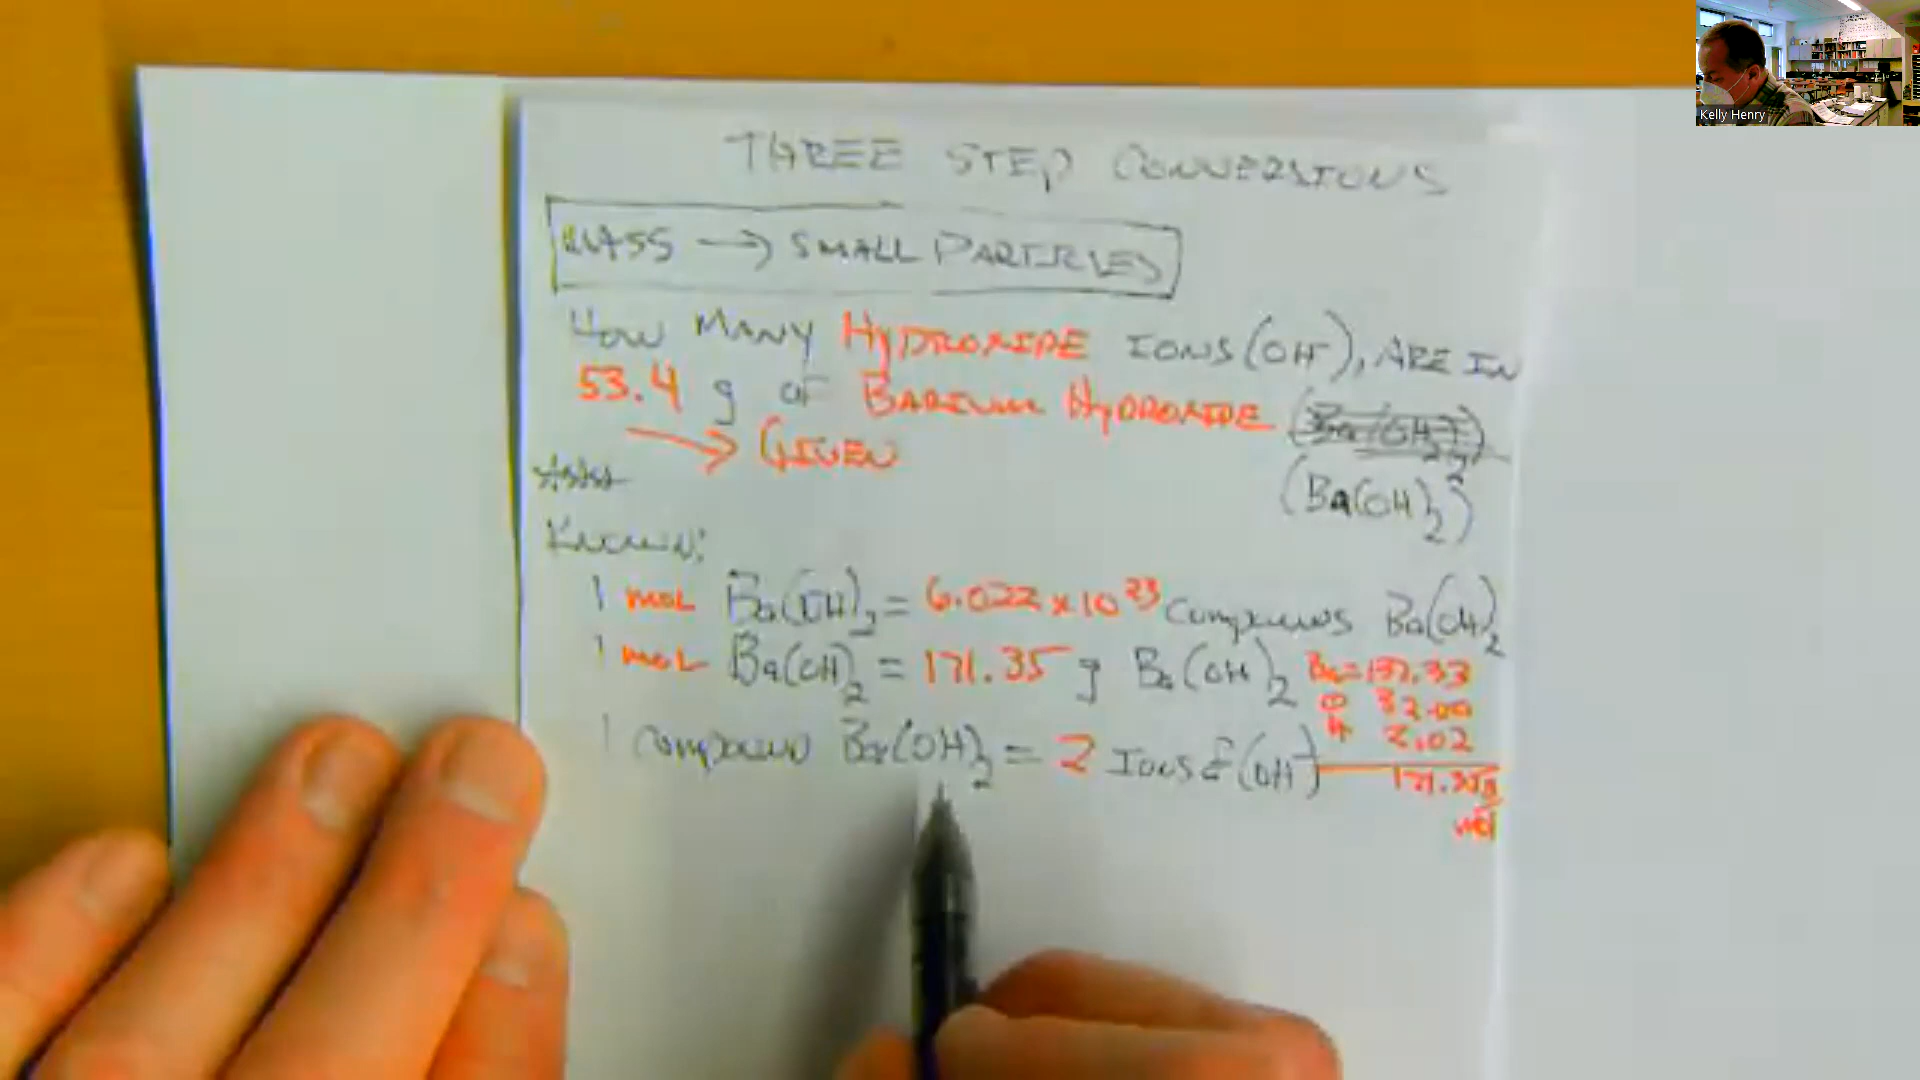 THREE STEP CONVERSIONS
MASS → SMALL PARTICLES
HOW MANY HYDROXIDE IONS (OH⁻), ARE IN
53.4 g OF BARIUM HYDROXIDE (Ba(OH)₂)
→ GIVEN
(Ba(OH)₂)
KNOWN:
1 MOL Ba(OH)₂ = 6.022 x 10²³ COMPOUNDS Ba(OH)₂
1 MOL Ba(OH)₂ = 171.35 g Ba(OH)₂
Ba = 137.33
O 32.00
H 2.02
171.35 g
mol
1 COMPOUND Ba(OH)₂ = 2 IONS of (OH⁻)
Kelly Henry